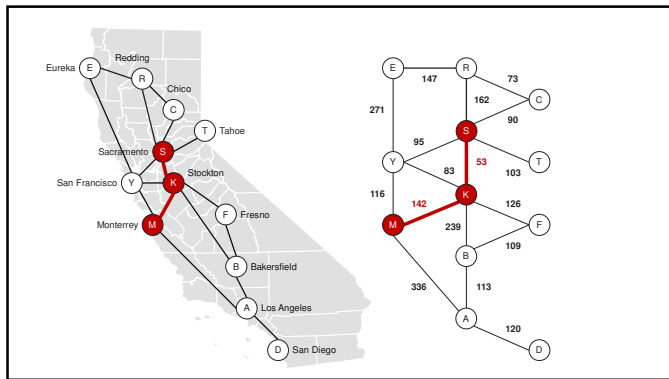 Redding
Eureka
E
R
Chico
C
T
Tahoe
Sacramento
S
Stockton
San Francisco
Y
K
Monterrey
M
F
Fresno
B
Bakersfield
A
Los Angeles
D
San Diego
E
147
R
73
C
271
162
90
S
95
53
T
103
Y
83
K
116
142
126
M
239
F
109
B
336
113
A
120
D